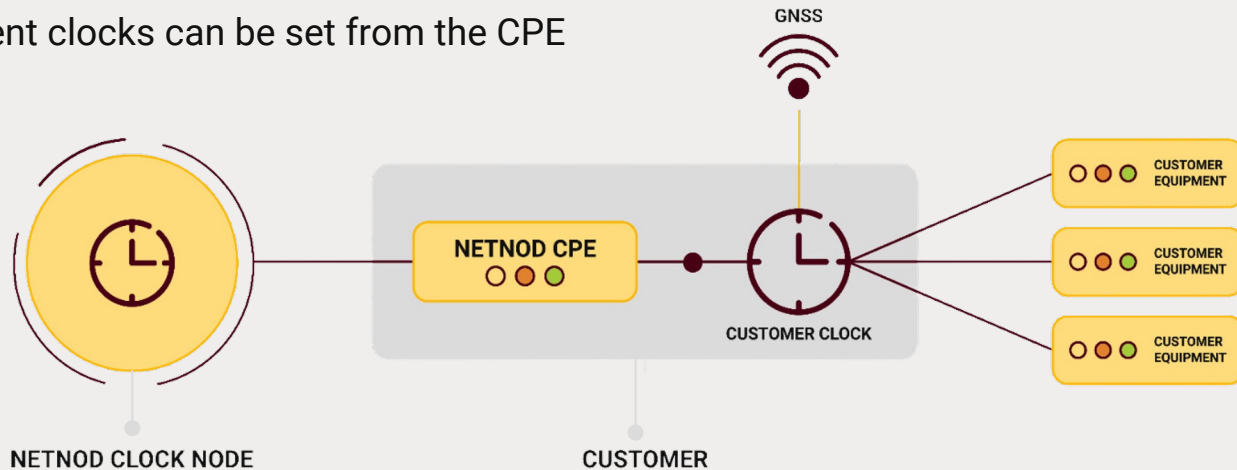 GNSS
ent clocks can be set from the CPE
CUSTOMER
EQUIPMENT
NETNOD CPE
CUSTOMER
EQUIPMENT
CUSTOMER CLOCK
CUSTOMER
EQUIPMENT
NETNOD CLOCK NODE
CUSTOMER